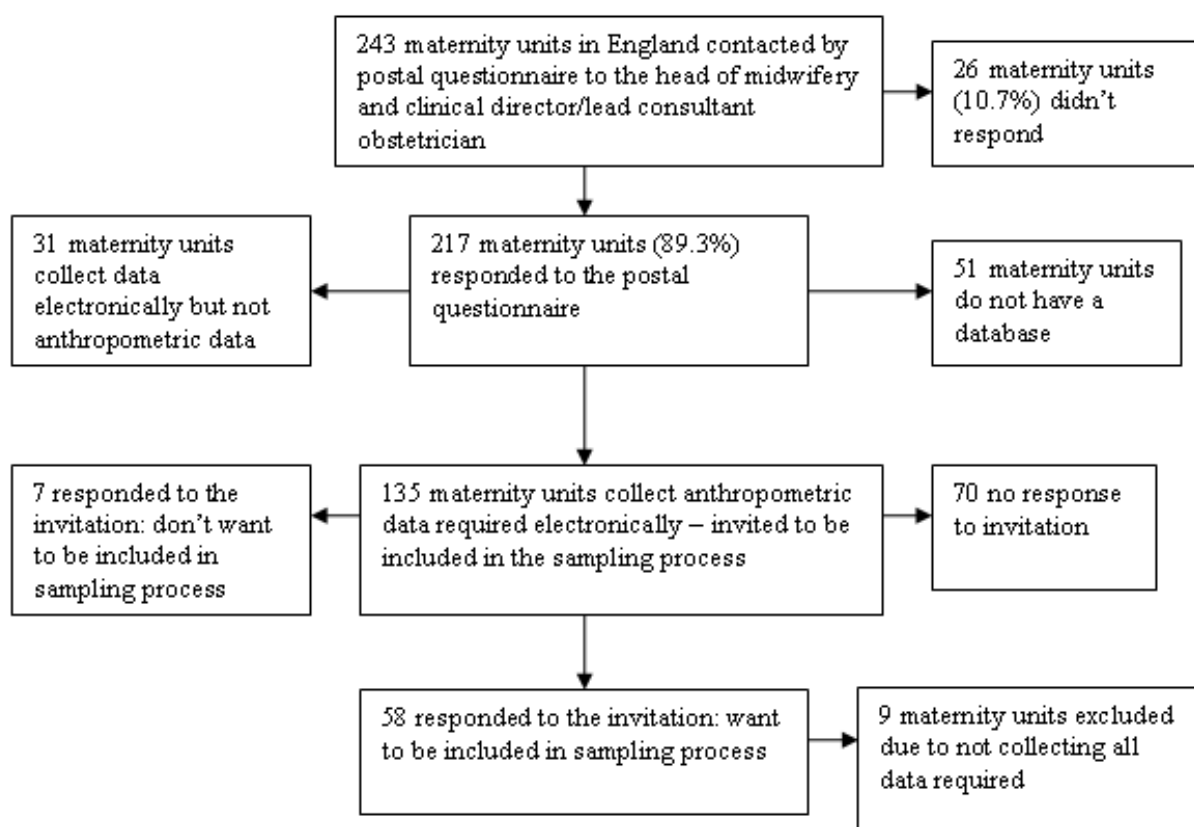 243 maternity units in England contacted by
postal questionnaire to the head of midwifery
and clinical director/lead consultant
obstetrician
26 maternity units
(10.7%) didn't
respond
31 maternity units
collect data
electronically but not
anthropometric data
217 maternity units (89.3%)
responded to the postal
questionnaire
51 maternity units
do not have a
database
7 responded to the
invitation: don't want
to be included in
sampling process
135 maternity units collect anthropometric
data required electronically – invited to be
included in the sampling process
70 no response
to invitation
58 responded to the invitation: want
to be included in sampling process
9 maternity units excluded
due to not collecting all
data required